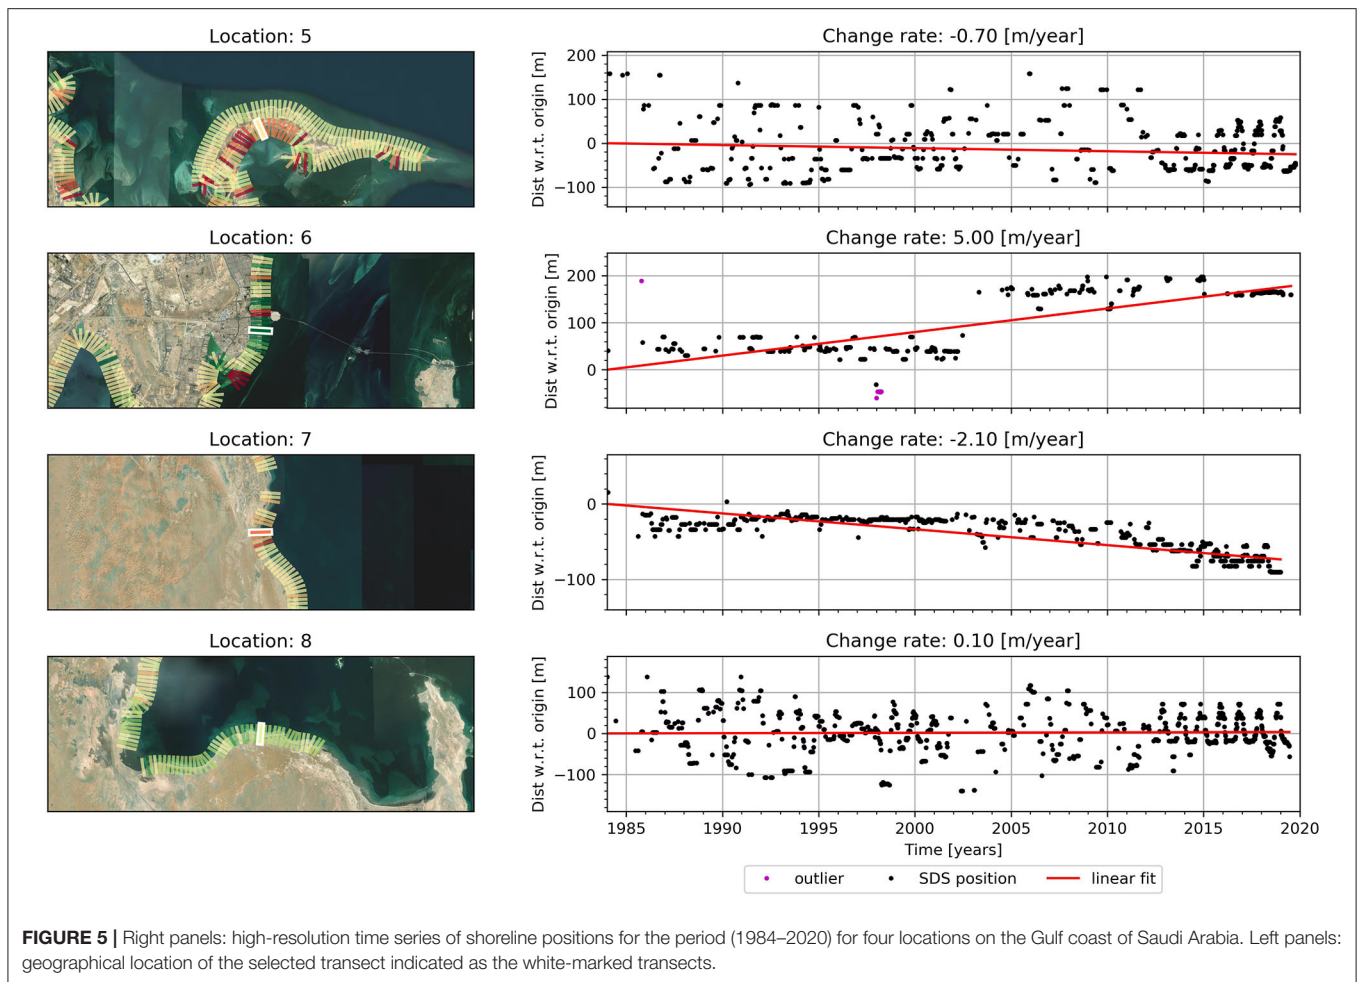 Location: 5
Change rate: -0.70 [m/year]
200
100
0
−100
Dist w.r.t. origin [m]
Location: 6
Change rate: 5.00 [m/year]
200
100
0
Dist w.r.t. origin [m]
Location: 7
Change rate: -2.10 [m/year]
0
−100
Dist w.r.t. origin [m]
Location: 8
Change rate: 0.10 [m/year]
100
0
−100
Dist w.r.t. origin [m]
1985 1990 1995 2000 2005 2010 2015 2020
Time [years]
outlier SDS position linear fit
FIGURE 5 | Right panels: high-resolution time series of shoreline positions for the period (1984–2020) for four locations on the Gulf coast of Saudi Arabia. Left panels:
geographical location of the selected transect indicated as the white-marked transects.